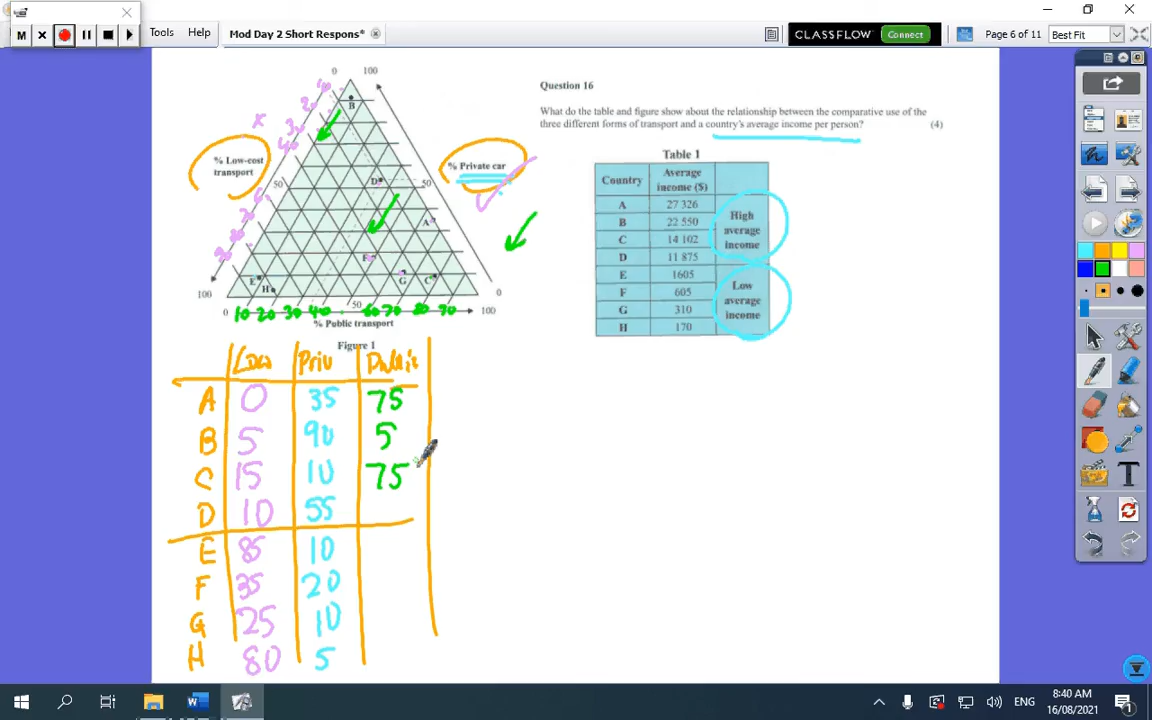 M
Tools Help Mod Day 2 Short Respons*
CLASSFLOW Connect
Page 6 of 11
Best Fit
0 100
10
20
30
40
B
X
% Low-cost
transport
% Private car
50
50
D
A
F
E
H
G
C
100
0
0
50
100
10 20 30 40 60 70 80 90
% Public transport
Figure 1
Question 16
What do the table and figure show about the relationship between the comparative use of the
three different forms of transport and a country's average income per person? (4)
Table 1
Country Average income ($)
A 27 326
B 22 550
C 14 102
D 11 875
High average income
E 1605
F 605
G 310
H 170
Low average income
Low Priv Public
A 0 35 75
B 5 90 5
C 15 10 75
D 10 55
E 85 10
F 35 20
G 25 10
H 80 5
T
ENG
8:40 AM
16/08/2021
1